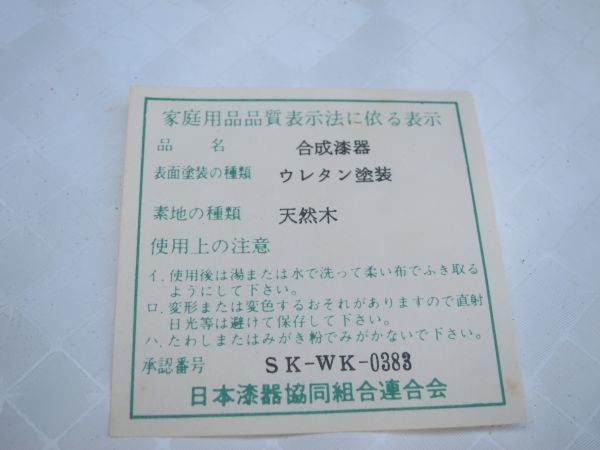 家庭用品品質表示法に依る表示
品名 合成漆器
表面塗装の種類 ウレタン塗装
素地の種類 天然木
使用上の注意
イ. 使用後は湯または水で洗って柔い布でふき取る
ようにして下さい。
ロ. 変形または変色するおそれがありますので直射
日光等は避けて保存して下さい。
ハ. たわしまたはみがき粉でみがかないで下さい。
承認番号 SK-WK-0383
日本漆器協同組合連合会